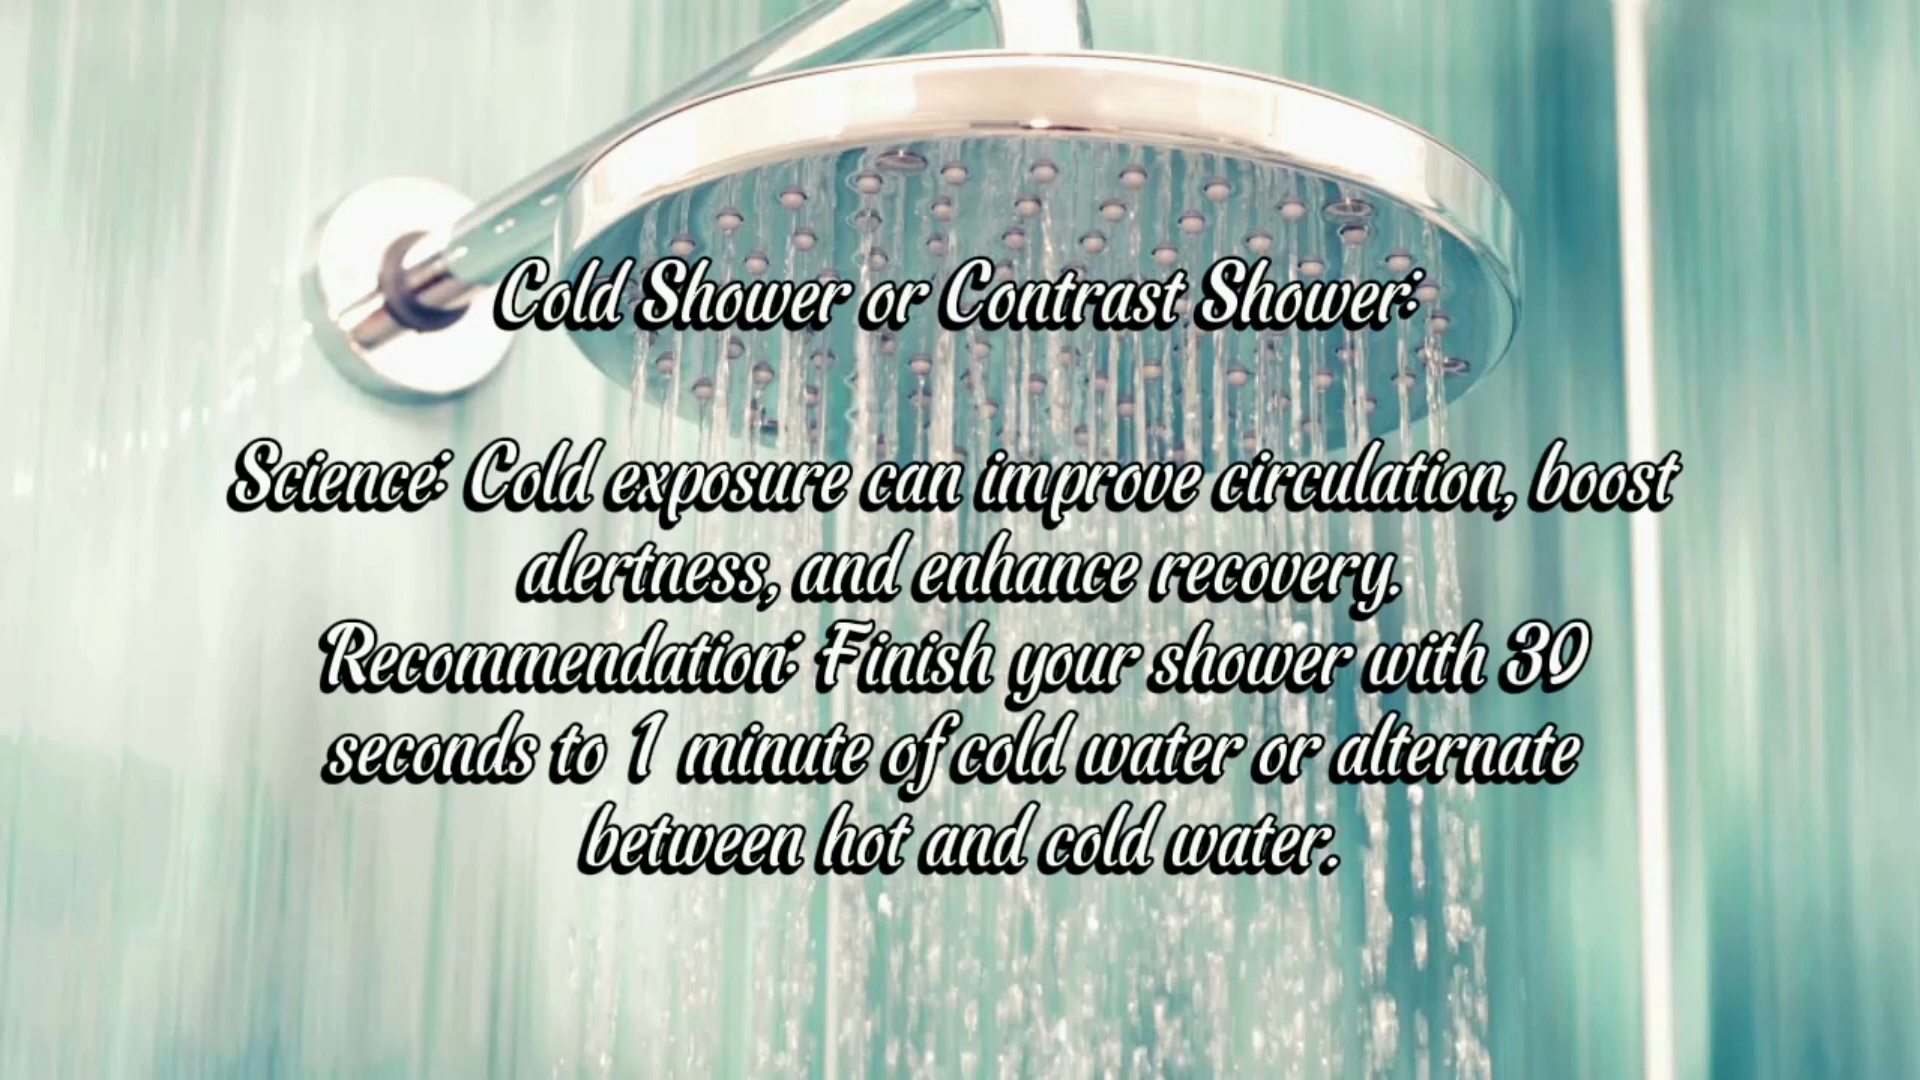 Cold Shower or Contrast Shower:
Science: Cold exposure can improve circulation, boost
alertness, and enhance recovery.
Recommendation: Finish your shower with 30
seconds to 1 minute of cold water or alternate
between hot and cold water.